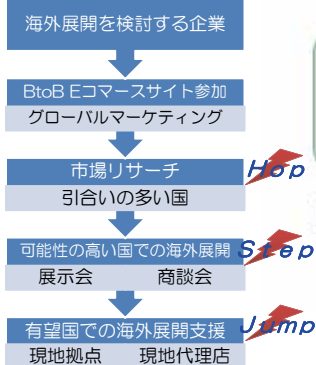 海外展開を検討する企業
BtoB Eコマースサイト参加
グローバルマーケティング
市場リサーチ Hop
引合いの多い国
可能性の高い国での海外展開 Step
展示会 商談会
有望国での海外展開支援 Jump
現地拠点 現地代理店